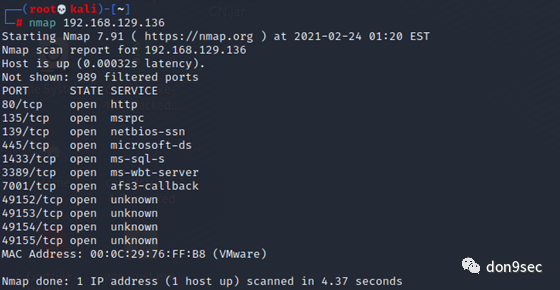 ┌──(root💀kali)-[~]
└─# nmap 192.168.129.136
Starting Nmap 7.91 ( https://nmap.org ) at 2021-02-24 01:20 EST
Nmap scan report for 192.168.129.136
Host is up (0.00032s latency).
Not shown: 989 filtered ports
PORT STATE SERVICE
80/tcp open http
135/tcp open msrpc
139/tcp open netbios-ssn
445/tcp open microsoft-ds
1433/tcp open ms-sql-s
3389/tcp open ms-wbt-server
7001/tcp open afs3-callback
49152/tcp open unknown
49153/tcp open unknown
49154/tcp open unknown
49155/tcp open unknown
MAC Address: 00:0C:29:76:FF:B8 (VMware)
Nmap done: 1 IP address (1 host up) scanned in 4.37 seconds
don9sec